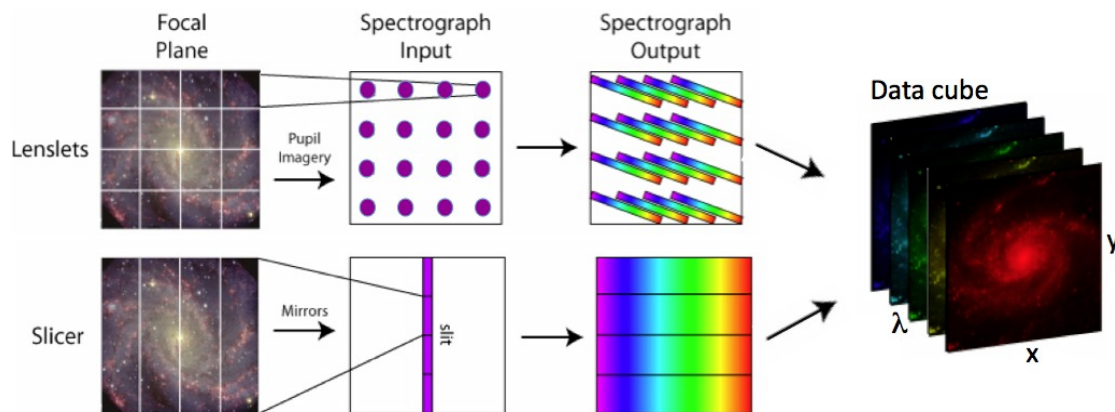 Focal
Plane
Spectrograph
Input
Spectrograph
Output
Data cube
Lenslets
Pupil
Imagery
y
Slicer
Mirrors
slit
λ
x